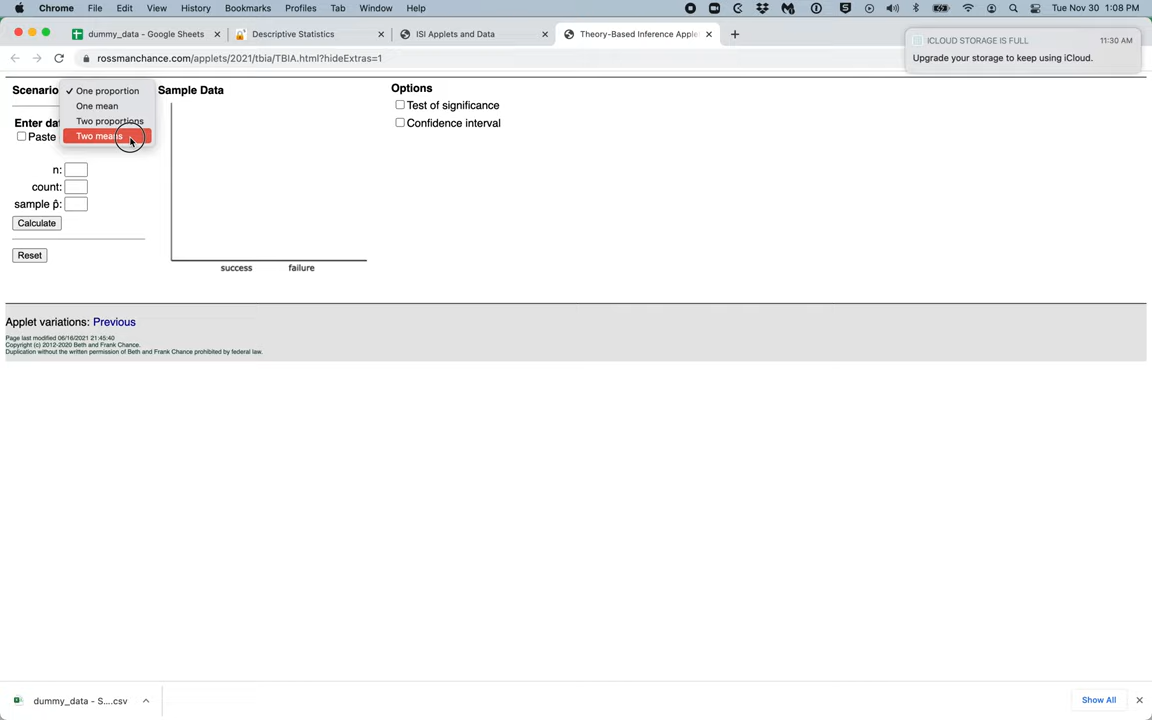 Chrome File Edit View History Bookmarks Profiles Tab Window Help Tue Nov 30 1:08 PM
dummy_data - Google Sheets Descriptive Statistics ISI Applets and Data Theory-Based Inference Apple
ICLOUD STORAGE IS FULL 11:30 AM
Upgrade your storage to keep using iCloud.
rossmanchance.com/applets/2021/tbia/TBIA.html?hideExtras=1
Scenario ✓ One proportion
One mean
Two proportions
Two means
Enter dat
Paste
n:
count:
sample p̂:
Calculate
Reset
Sample Data
success failure
Options
Test of significance
Confidence interval
Applet variations: Previous
Page last modified 06/18/2021 21:45:40
Copyright (c) 2012-2020 Beth and Frank Chance.
Duplication without the written permission of Beth and Frank Chance prohibited by federal law.
dummy_data - S....csv Show All